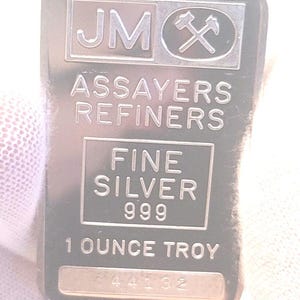 JM
ASSAYERS
REFINERS
FINE
SILVER
999
1 OUNCE TROY